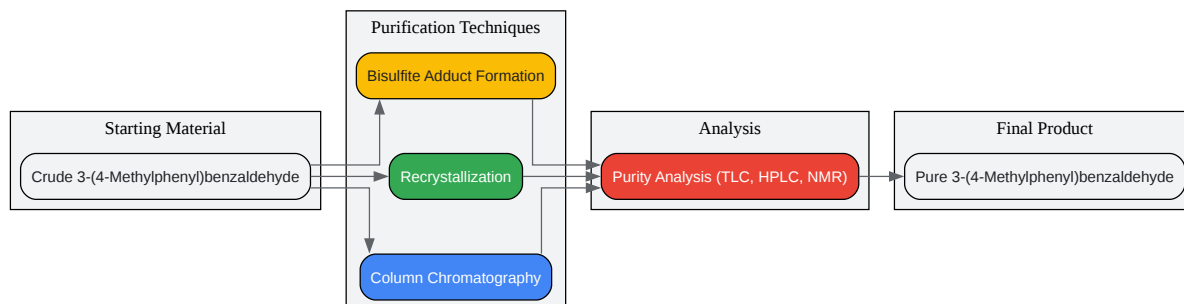 Purification Techniques
Bisulfite Adduct Formation
Starting Material
Crude 3-(4-Methylphenyl)benzaldehyde
Recrystallization
Column Chromatography
Analysis
Purity Analysis (TLC, HPLC, NMR)
Final Product
Pure 3-(4-Methylphenyl)benzaldehyde